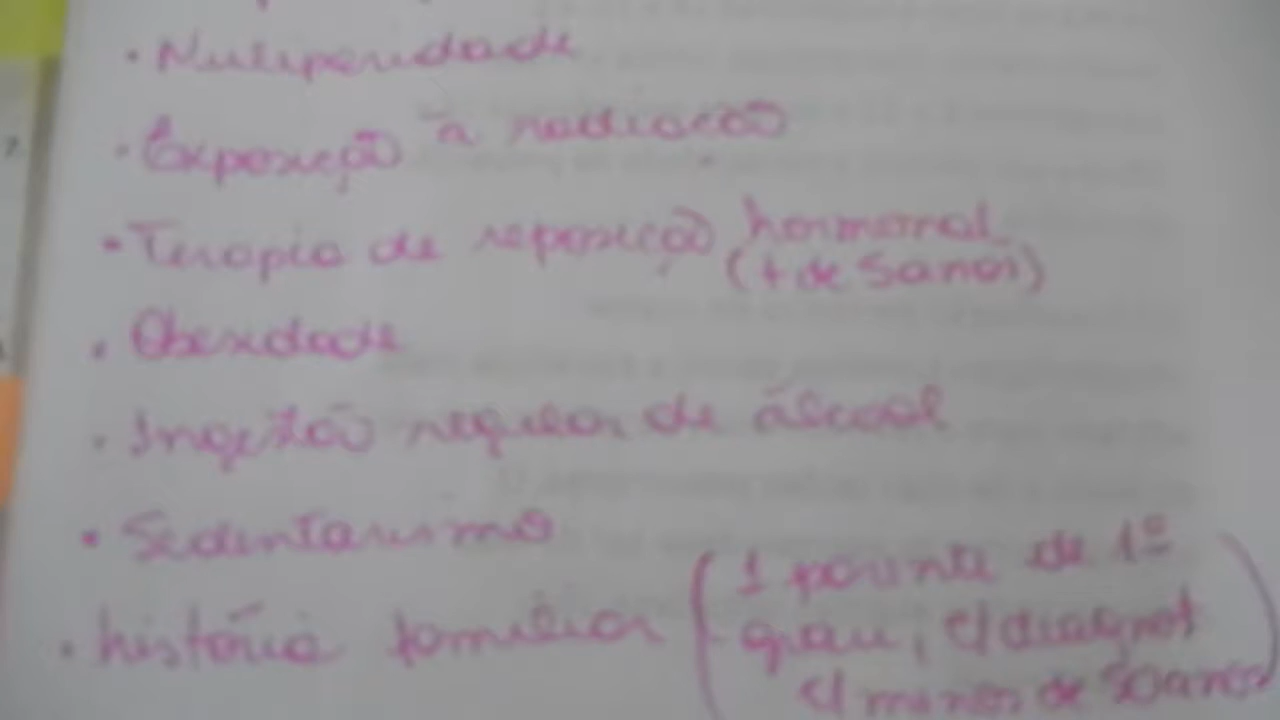 • Nuliparidade
• Exposição à radiação
• Terapia de reposição hormonal
(+ de 5 anos)
• Obesidade
• Ingestão regular de álcool
• Sedentarismo
• história familiar (1 parente de 1º
grau, c/ diagnost
c/ menos de 50 anos)